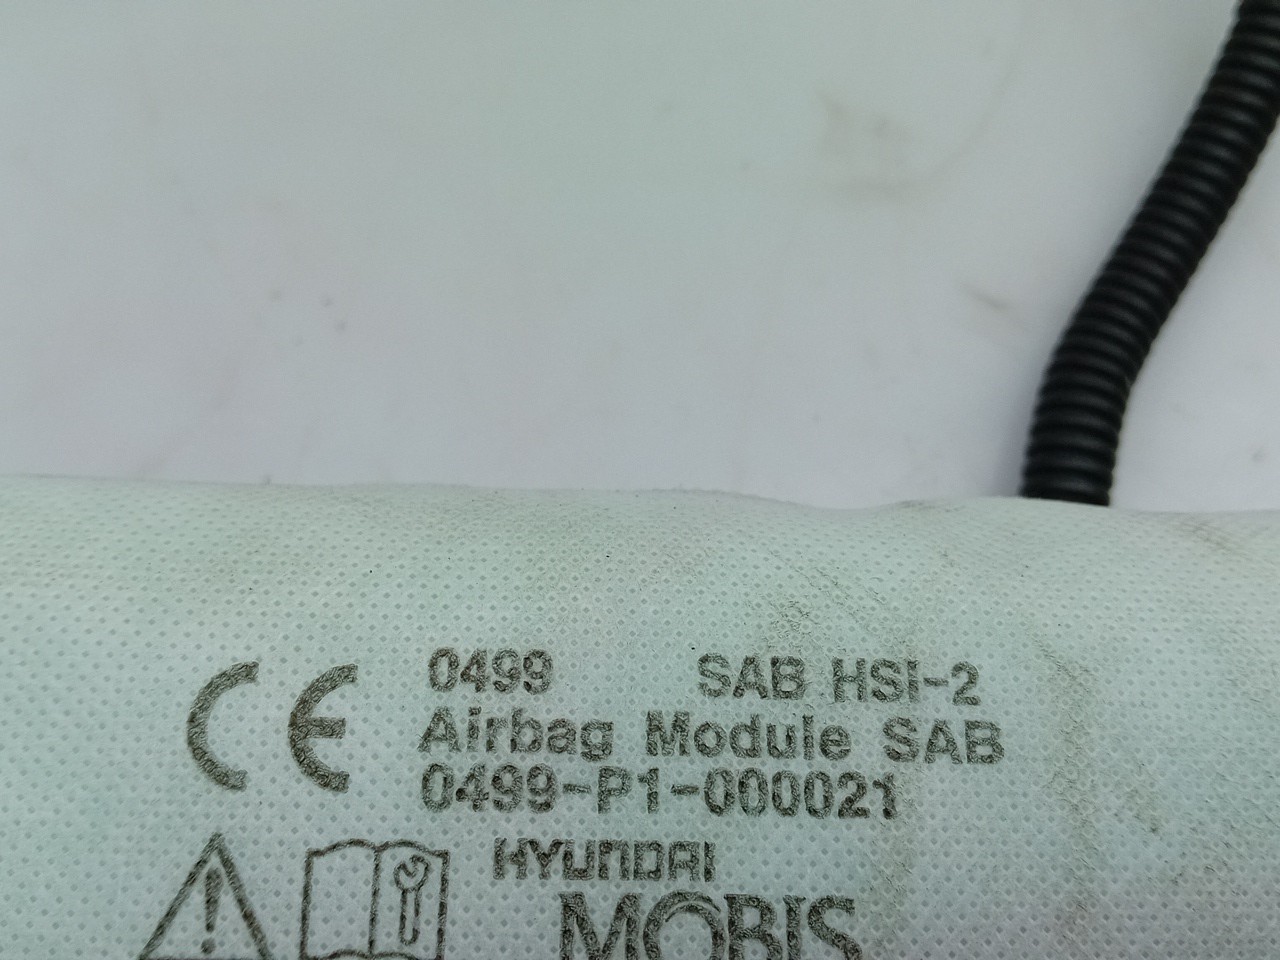 CE 0499 SAB HSI-2
Airbag Module SAB
0499-P1-000021
HYUNDAI
MOBIS